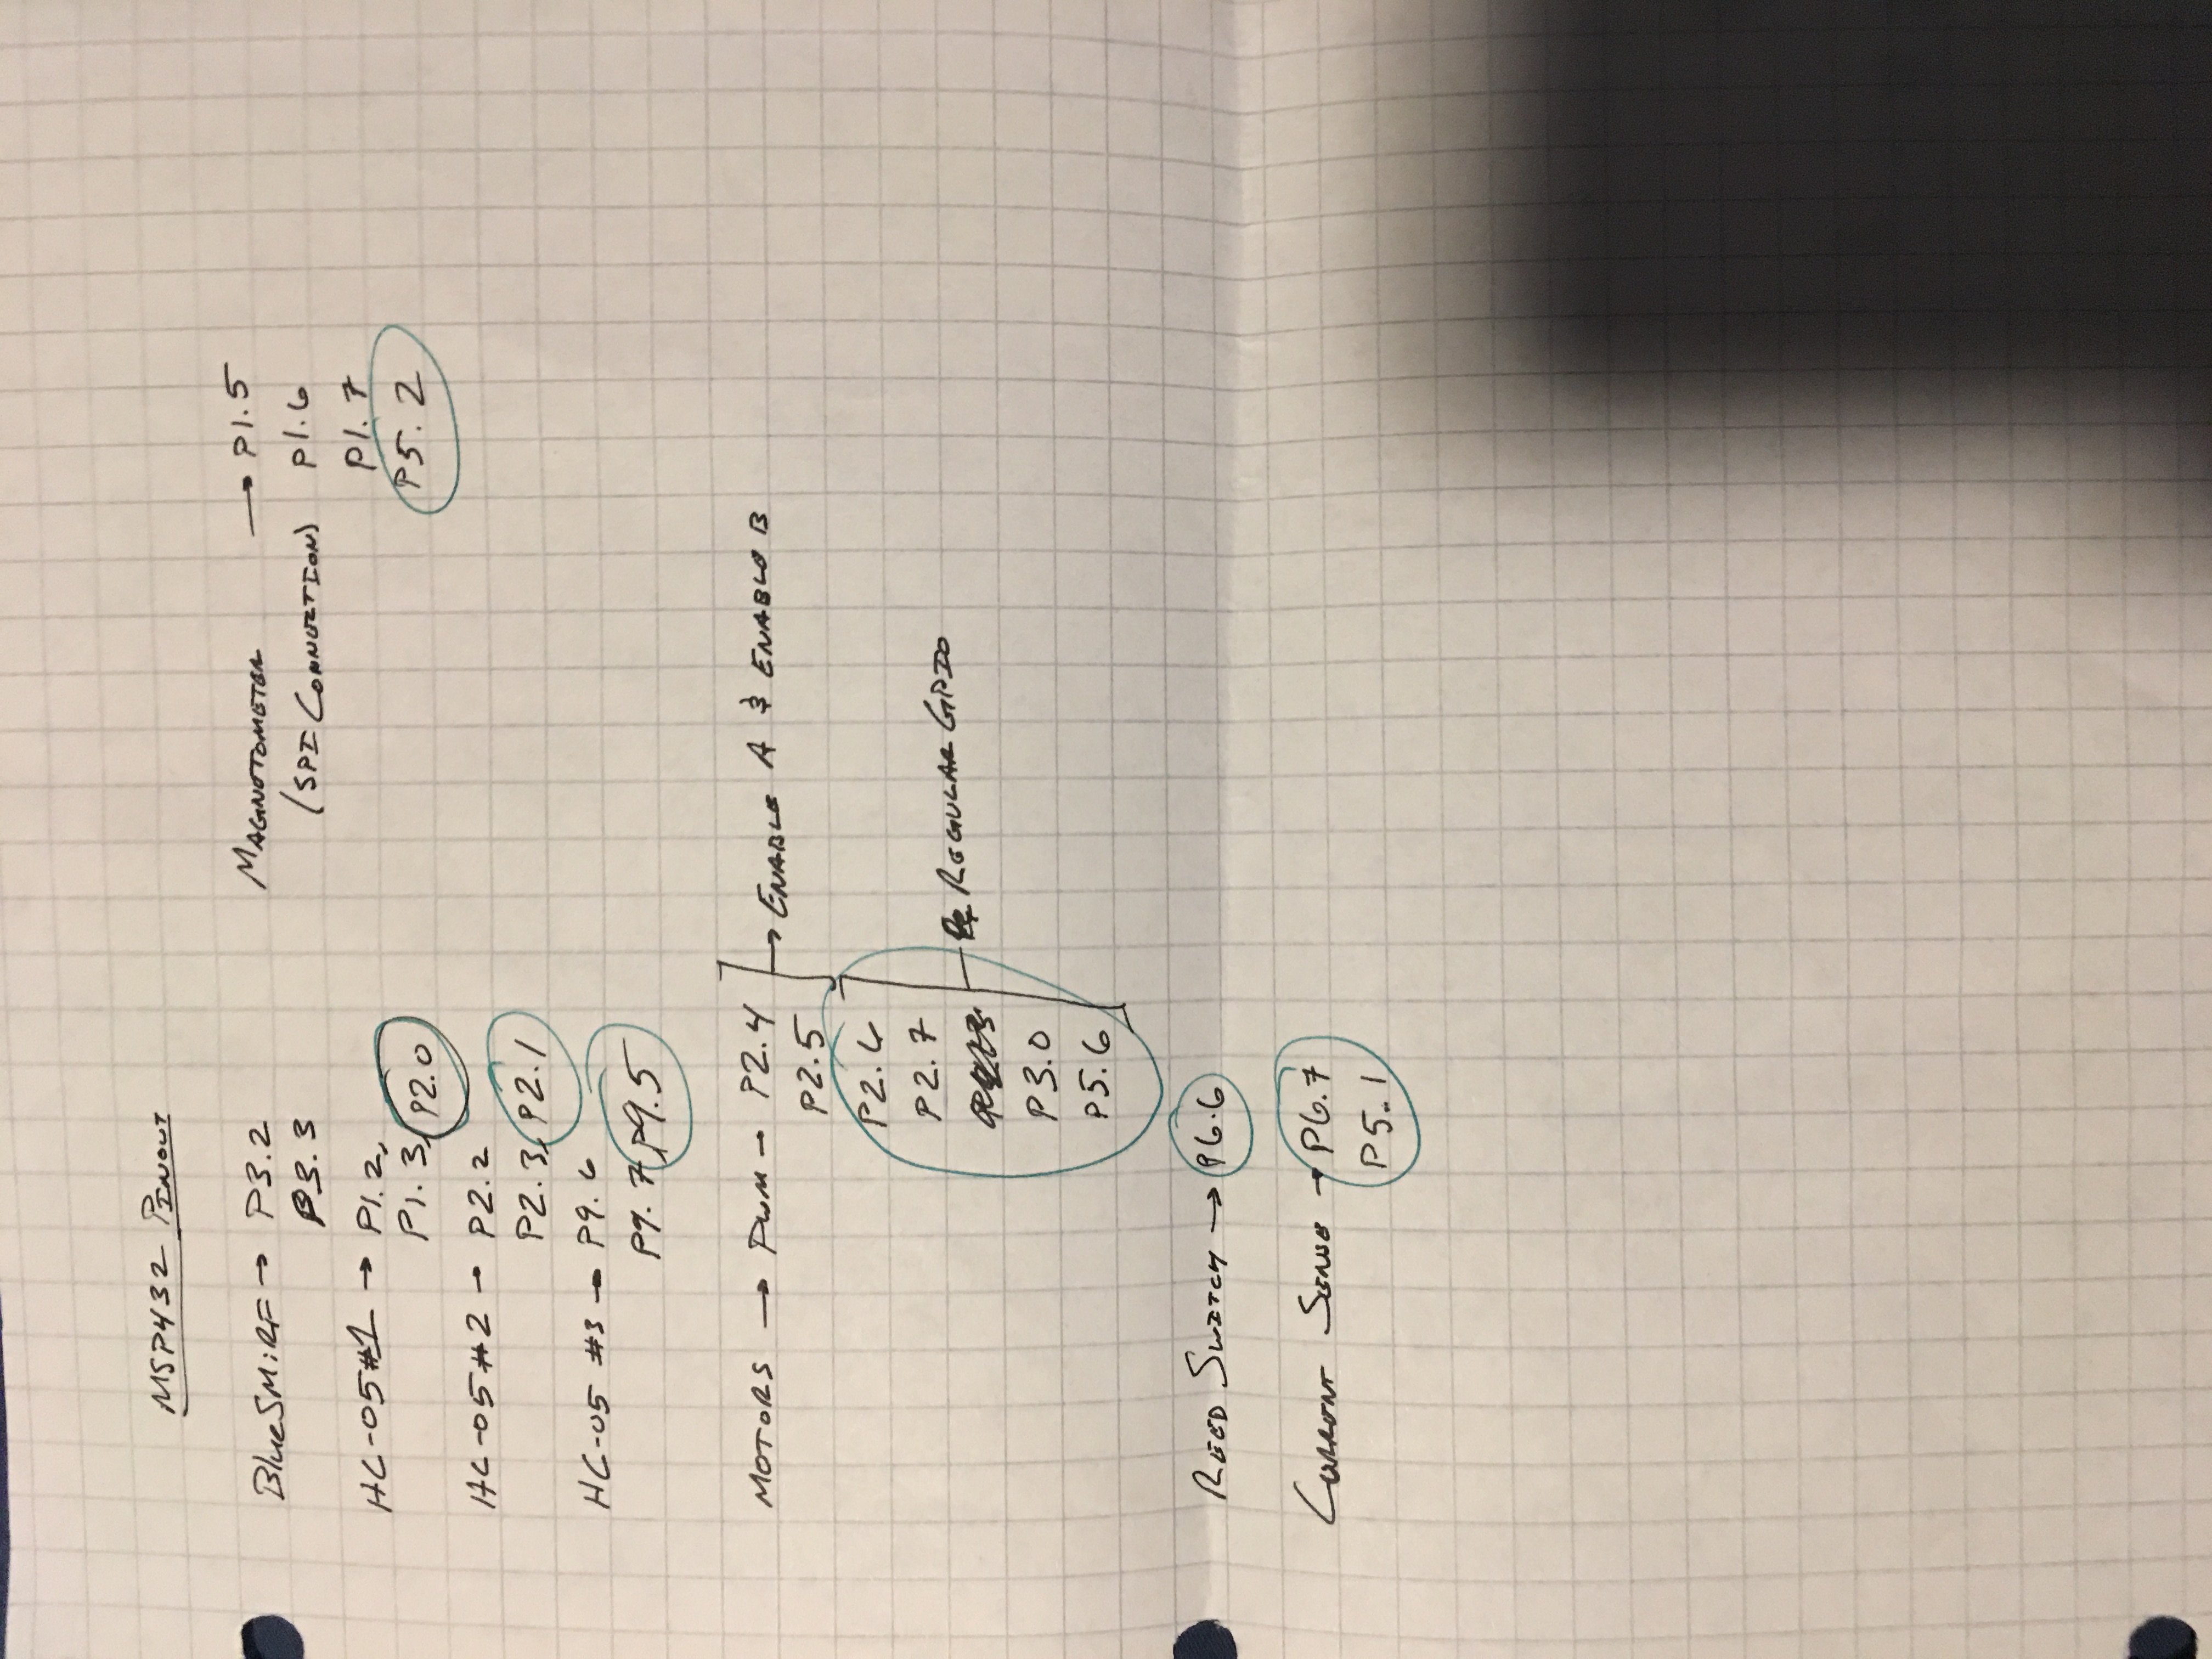 MSP432 PINOUT
BlueSMiRF → P3.2
P3.3
HC-05#1 → P1.2,
P1.3, P2.0
HC-05#2 → P2.2
P2.3, P2.1
HC-05 #3 → P9.6
P9.7, P9.5
MOTORS → PWM → P2.4 → ENABLE A & ENABLE B
P2.5
P2.6
P2.7
REGULAR GPIO
P3.0
P5.6
REED SWITCH → P6.6
CURRENT SENSE → P6.7
P5.1
MAGNETOMETER → P1.5
(SPI CONNECTION) P1.6
P1.7
P5.2